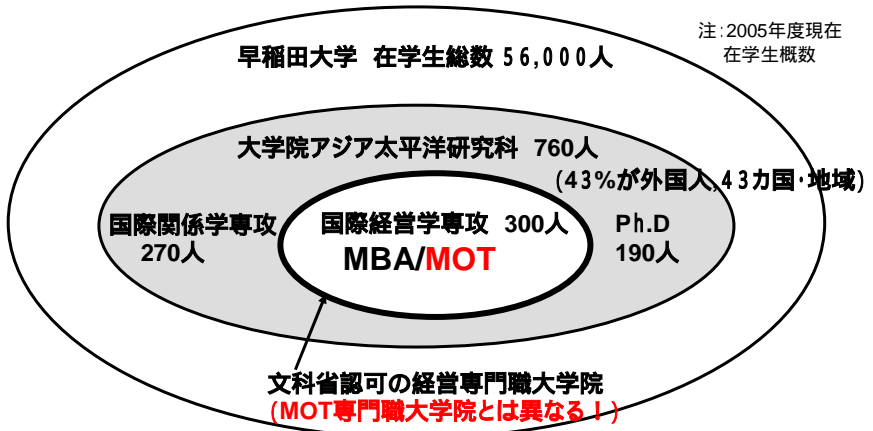 注:2005年度現在
在学生概数
早稲田大学 在学生総数 56,000人
大学院アジア太平洋研究科 760人
(43%が外国人,43カ国･地域)
国際関係学専攻
270人
国際経営学専攻 300人
MBA/MOT
Ph.D
190人
文科省認可の経営専門職大学院
(MOT専門職大学院とは異なる！)